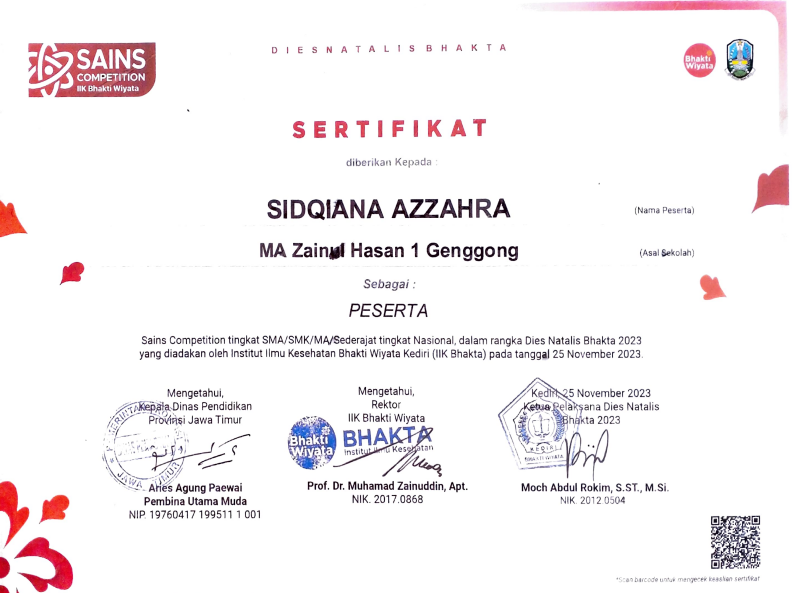 SAINS
COMPETITION
IIK Bhakti Wiyata
DIESNATALISBHAKTA
Bhakti
Wiyata
SERTIFIKAT
diberikan Kepada :
SIDQIANA AZZAHRA
(Nama Peserta)
MA Zainul Hasan 1 Genggong
(Asal Sekolah)
Sebagai :
PESERTA
Sains Competition tingkat SMA/SMK/MA/Sederajat tingkat Nasional, dalam rangka Dies Natalis Bhakta 2023
yang diadakan oleh Institut Ilmu Kesehatan Bhakti Wiyata Kediri (IIK Bhakta) pada tanggal 25 November 2023.
Mengetahui,
Kepala Dinas Pendidikan
Provinsi Jawa Timur
Aries Agung Paewai
Pembina Utama Muda
NIP. 19760417 199511 1 001
Mengetahui,
Rektor
IIK Bhakti Wiyata
Bhakti
Wiyata
BHAKTA
Institut Ilmu Kesehatan
Prof. Dr. Muhamad Zainuddin, Apt.
NIK. 2017.0868
Kediri, 25 November 2023
Ketua Pelaksana Dies Natalis
Bhakta 2023
KEDIRI
Moch Abdul Rokim, S.ST., M.Si.
NIK. 2012.0504
*Scan barcode untuk mengecek keaslian sertifikat